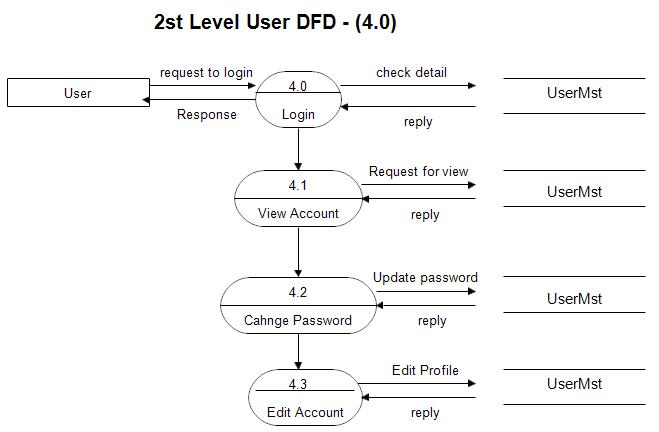 2st Level User DFD - (4.0)
request to login
check detail
User
4.0
UserMst
Response
Login
reply
4.1
Request for view
UserMst
View Account
reply
4.2
Update password
UserMst
Cahnge Password
reply
4.3
Edit Profile
UserMst
Edit Account
reply